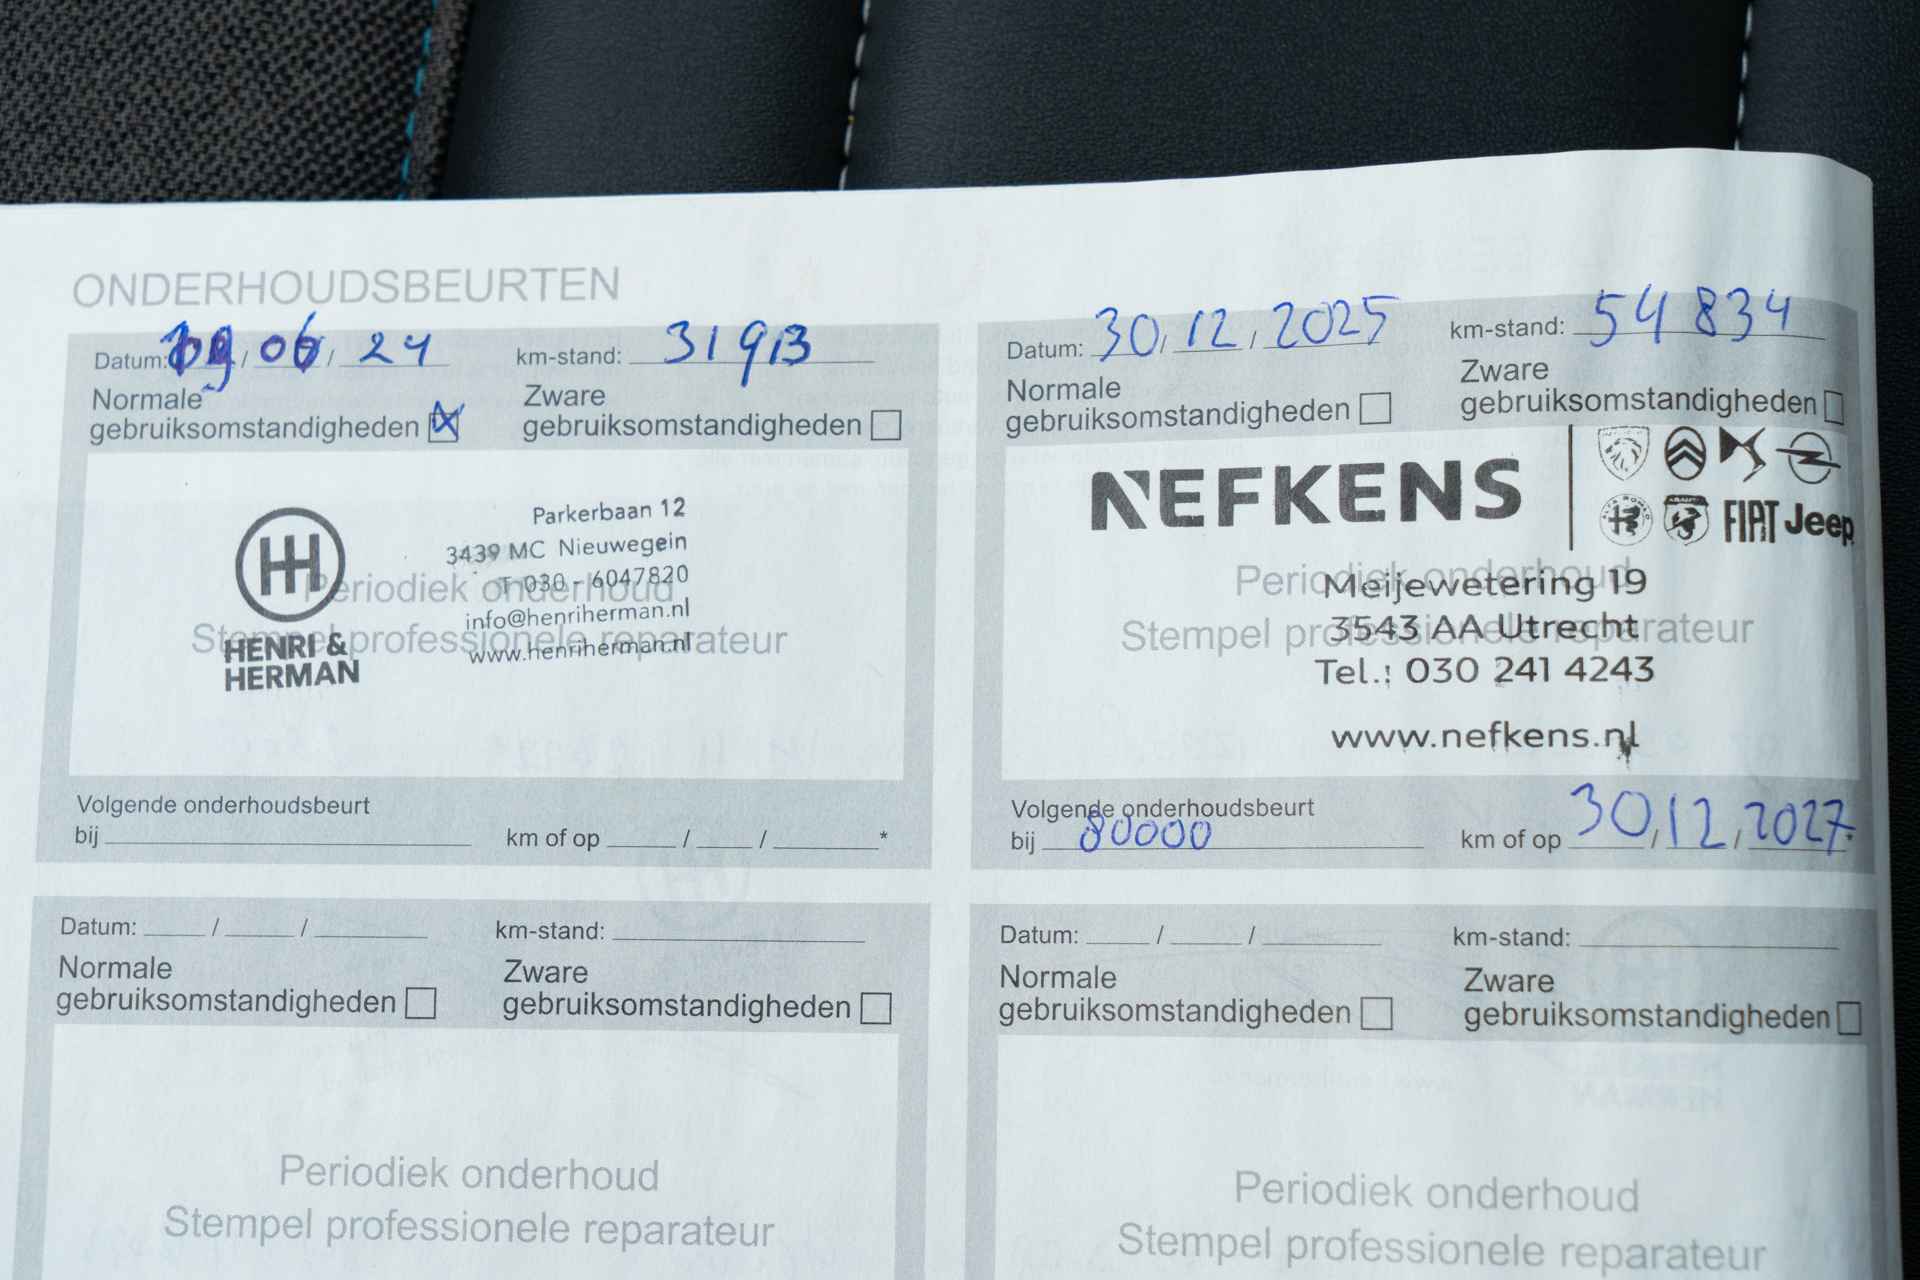 ONDERHOUDSBEURTEN
Datum: / 06 / 24 km-stand: 31913
Normale gebruiksomstandigheden
Zware gebruiksomstandigheden
HENRI &
HERMAN
Parkerbaan 12
3439 MC Nieuwegein
T 030 - 6047820
info@henriherman.nl
www.henriherman.nl
Periodiek onderhoud
Stempel professionele reparateur
Volgende onderhoudsbeurt
bij km of op / / *
Datum: 30/12/2025 km-stand: 54834
Normale gebruiksomstandigheden
Zware gebruiksomstandigheden
NEFKENS
ALFA ROMEO
ABARTH
FIAT Jeep
Periodiek onderhoud
Stempel professionele reparateur
Meijewetering 19
3543 AA Utrecht
Tel.: 030 241 4243
www.nefkens.nl
Volgende onderhoudsbeurt
bij 80000 km of op 30/12/2027*
Datum: / / km-stand:
Normale gebruiksomstandigheden
Zware gebruiksomstandigheden
Periodiek onderhoud
Stempel professionele reparateur
Datum: / / km-stand:
Normale gebruiksomstandigheden
Zware gebruiksomstandigheden
Periodiek onderhoud
Stempel professionele reparateur